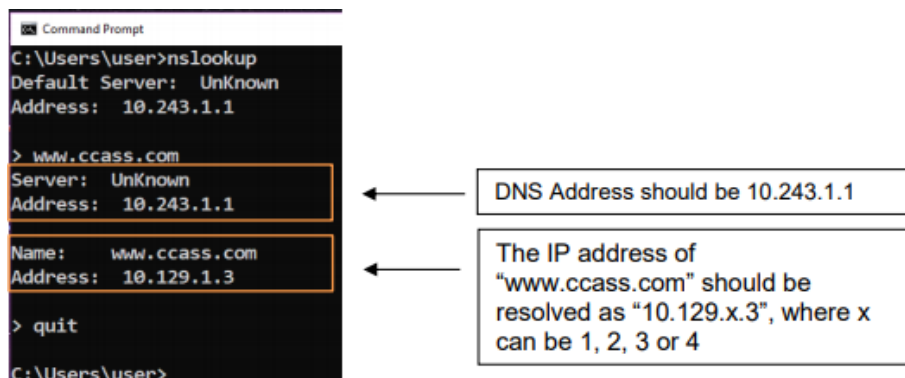 Command Prompt
C:\Users\user>nslookup
Default Server:  UnKnown
Address:  10.243.1.1
> www.ccass.com
Server:  UnKnown
Address:  10.243.1.1
Name:    www.ccass.com
Address:  10.129.1.3
> quit
C:\Users\user>
DNS Address should be 10.243.1.1
The IP address of
“www.ccass.com” should be
resolved as “10.129.x.3”, where x
can be 1, 2, 3 or 4